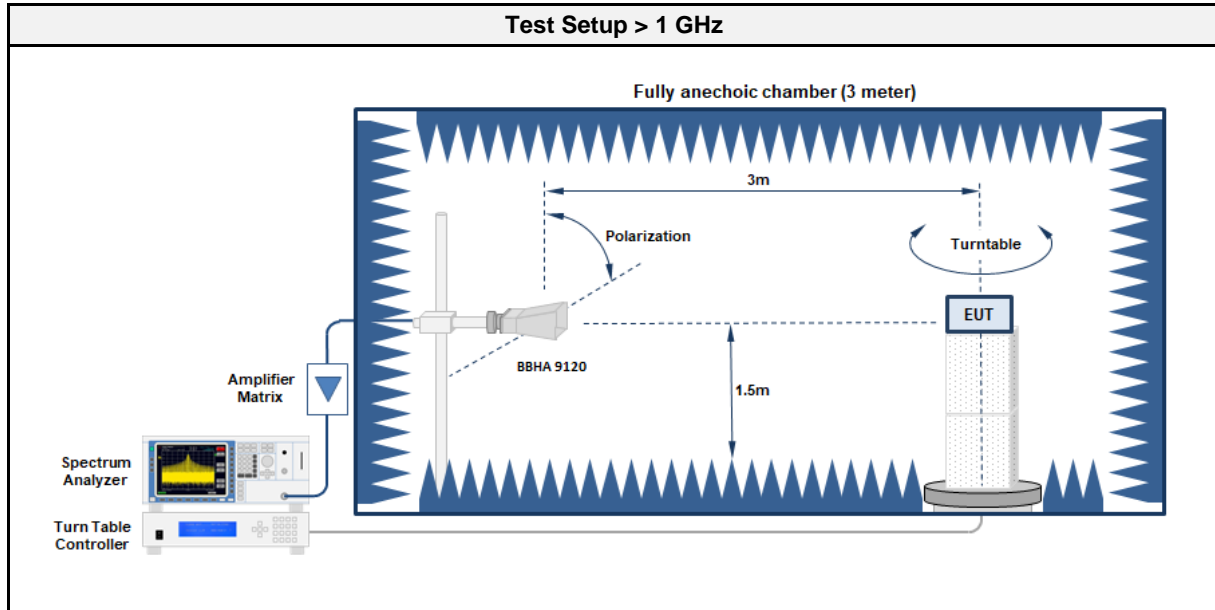 Test Setup > 1 GHz
Fully anechoic chamber (3 meter)
3m
Polarization
Turntable
EUT
BBHA 9120
1.5m
Amplifier
Matrix
Spectrum
Analyzer
Turn Table
Controller